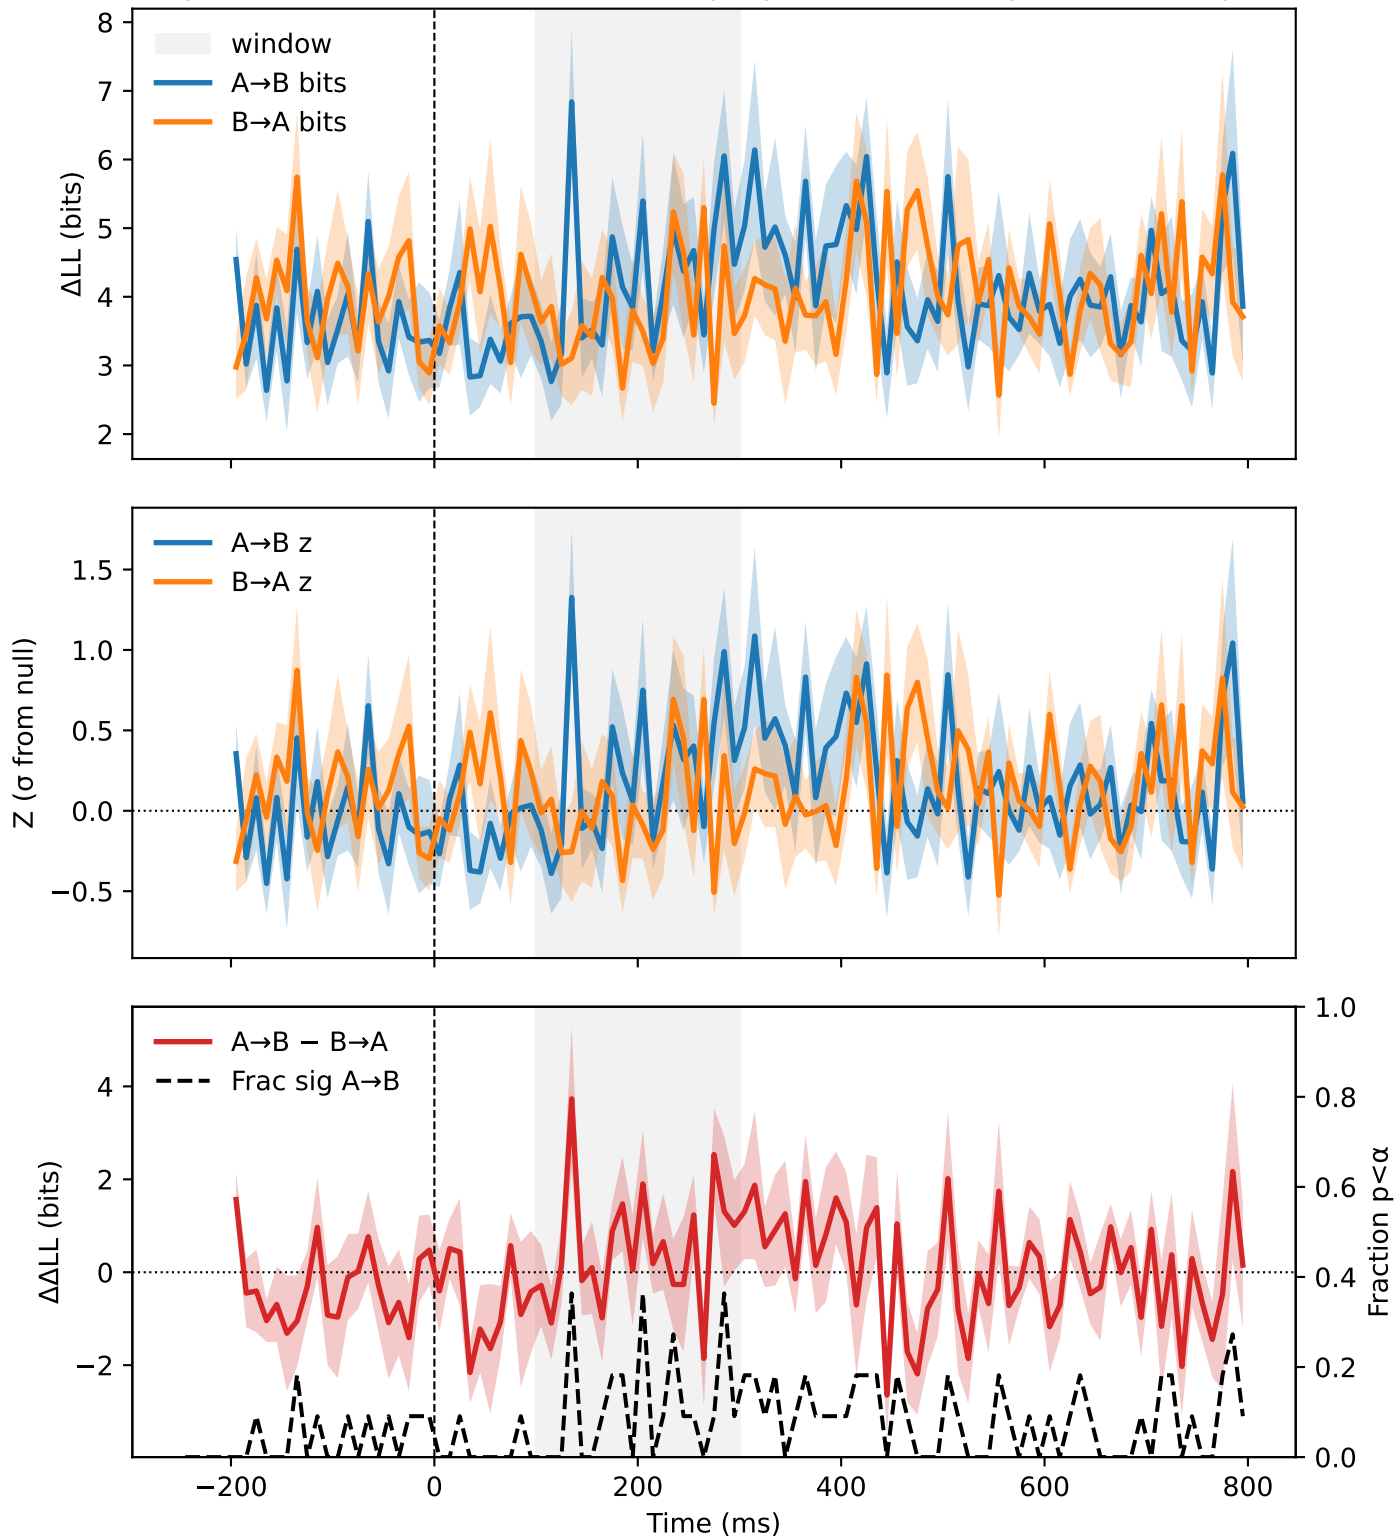 8
7
6
5
4
3
2
ΔLL (bits)
window
A→B bits
B→A bits
1.5
1.0
0.5
0.0
−0.5
Z (σ from null)
A→B z
B→A z
4
2
0
−2
ΔΔLL (bits)
A→B − B→A
Frac sig A→B
1.0
0.8
0.6
0.4
0.2
0.0
Fraction p<α
−200
0
200
400
600
800
Time (ms)